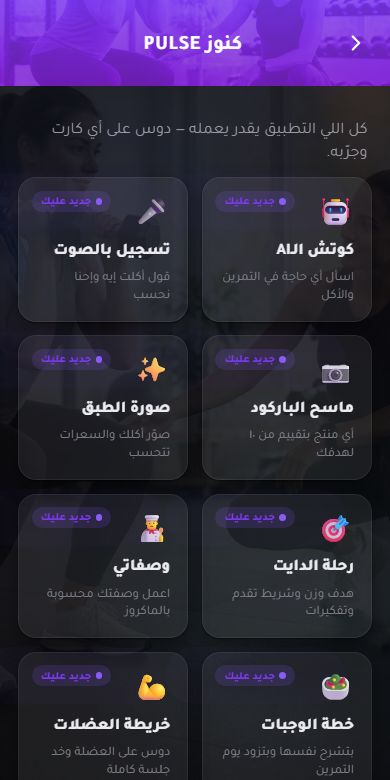 كنوز PULSE
كل اللي التطبيق يقدر يعمله – دوس على أي كارت
وجرّبه.
جديد عليك
كوتش الـAI
اسأل أي حاجة في التمرين
والأكل
جديد عليك
تسجيل بالصوت
قول أكلت إيه وإحنا
نحسب
جديد عليك
ماسح الباركود
أي منتج بتقييم من ١٠
لهدفك
جديد عليك
صورة الطبق
صوّر أكلك والسعرات
تتحسب
جديد عليك
رحلة الدايت
هدف وزن وشريط تقدم
وتفكيرات
جديد عليك
وصفاتي
اعمل وصفتك محسوبة
بالماكروز
جديد عليك
خطة الوجبات
بتشرح نفسها وبتزود يوم
التمرين
جديد عليك
خريطة العضلات
دوس على العضلة وخد
جلسة كاملة